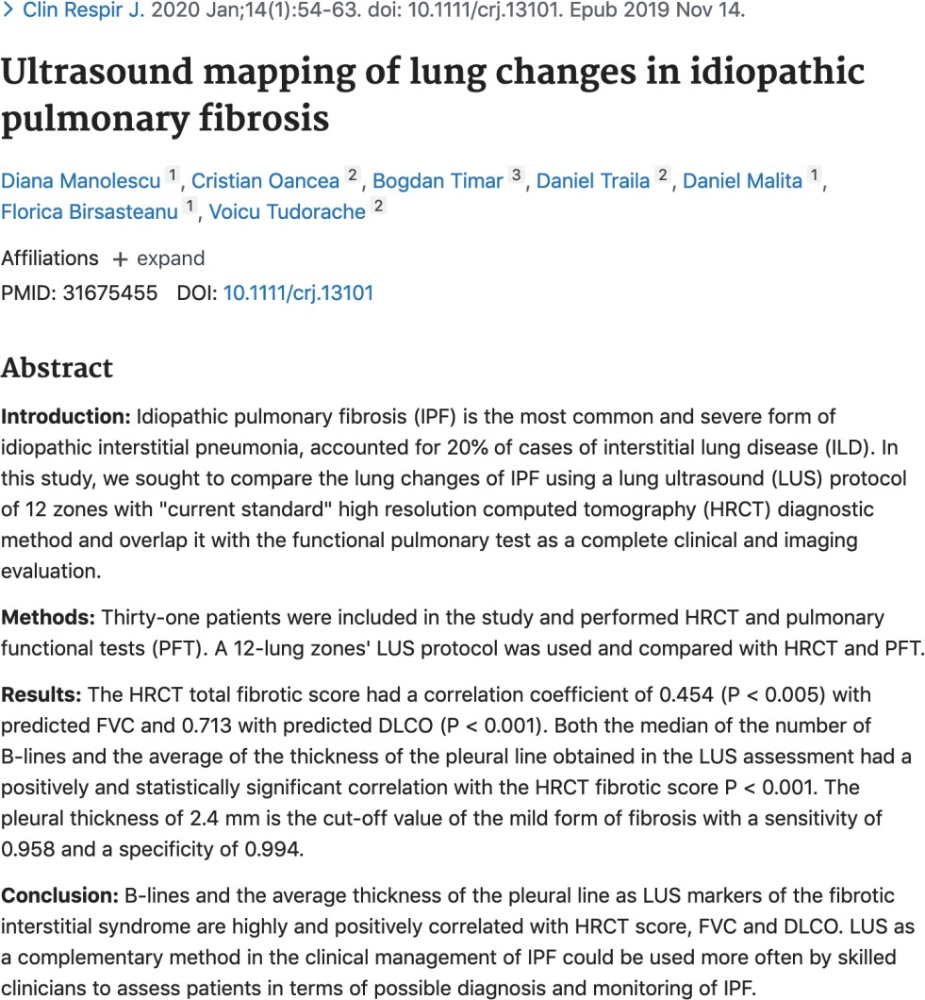 > Clin Respir J. 2020 Jan;14(1):54-63. doi: 10.1111/crj.13101. Epub 2019 Nov 14.
Ultrasound mapping of lung changes in idiopathic
pulmonary fibrosis
Diana Manolescu 1, Cristian Oancea 2, Bogdan Timar 3, Daniel Traila 2, Daniel Malita 1,
Florica Birsasteanu 1, Voicu Tudorache 2
Affiliations + expand
PMID: 31675455 DOI: 10.1111/crj.13101
Abstract
Introduction: Idiopathic pulmonary fibrosis (IPF) is the most common and severe form of
idiopathic interstitial pneumonia, accounted for 20% of cases of interstitial lung disease (ILD). In
this study, we sought to compare the lung changes of IPF using a lung ultrasound (LUS) protocol
of 12 zones with "current standard" high resolution computed tomography (HRCT) diagnostic
method and overlap it with the functional pulmonary test as a complete clinical and imaging
evaluation.
Methods: Thirty-one patients were included in the study and performed HRCT and pulmonary
functional tests (PFT). A 12-lung zones' LUS protocol was used and compared with HRCT and PFT.
Results: The HRCT total fibrotic score had a correlation coefficient of 0.454 (P < 0.005) with
predicted FVC and 0.713 with predicted DLCO (P < 0.001). Both the median of the number of
B-lines and the average of the thickness of the pleural line obtained in the LUS assessment had a
positively and statistically significant correlation with the HRCT fibrotic score P < 0.001. The
pleural thickness of 2.4 mm is the cut-off value of the mild form of fibrosis with a sensitivity of
0.958 and a specificity of 0.994.
Conclusion: B-lines and the average thickness of the pleural line as LUS markers of the fibrotic
interstitial syndrome are highly and positively correlated with HRCT score, FVC and DLCO. LUS as
a complementary method in the clinical management of IPF could be used more often by skilled
clinicians to assess patients in terms of possible diagnosis and monitoring of IPF.